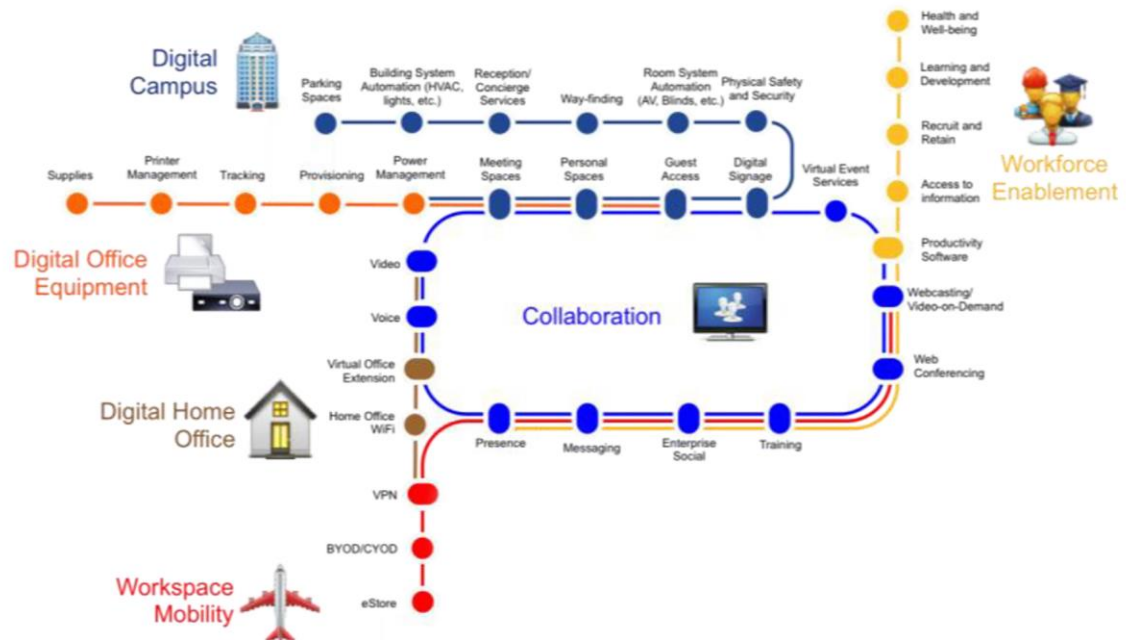 Digital
Campus
Parking
Spaces
Building System
Automation (HVAC,
lights, etc.)
Reception/
Concierge
Services
Way-finding
Room System
Automation
(AV, Blinds, etc.)
Physical Safety
and Security
Health and
Well-being
Learning and
Development
Recruit and
Retain
Workforce
Enablement
Access to
information
Supplies
Printer
Management
Tracking
Provisioning
Power
Management
Meeting
Spaces
Personal
Spaces
Guest
Access
Digital
Signage
Virtual Event
Services
Productivity
Software
Digital Office
Equipment
Video
Voice
Collaboration
Webcasting/
Video-on-Demand
Web
Conferencing
Virtual Office
Extension
Digital Home
Office
Home Office
WiFi
Presence
Messaging
Enterprise
Social
Training
VPN
BYOD/CYOD
eStore
Workspace
Mobility